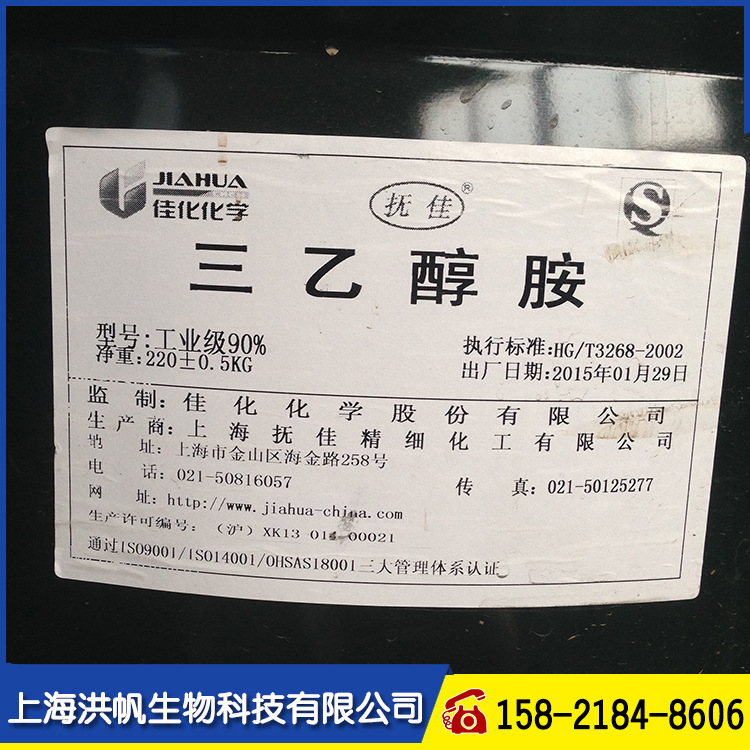 JIAHUA
佳化化学
抚佳®
三乙醇胺
型号:工业级90%
净重:220±0.5KG
执行标准:HG/T3268-2002
出厂日期:2015年01月29日
监制:佳化化学股份有限公司
生产商:上海抚佳精细化工有限公司
地址:上海市金山区海金路258号
电话:021-50816057
传真:021-50125277
网址:http://www.jiahua-china.com
生产许可编号:(沪)XK13 014 00021
通过ISO9001/ISO14001/OHSAS18001三大管理体系认证
上海洪帆生物科技有限公司
158-2184-8606